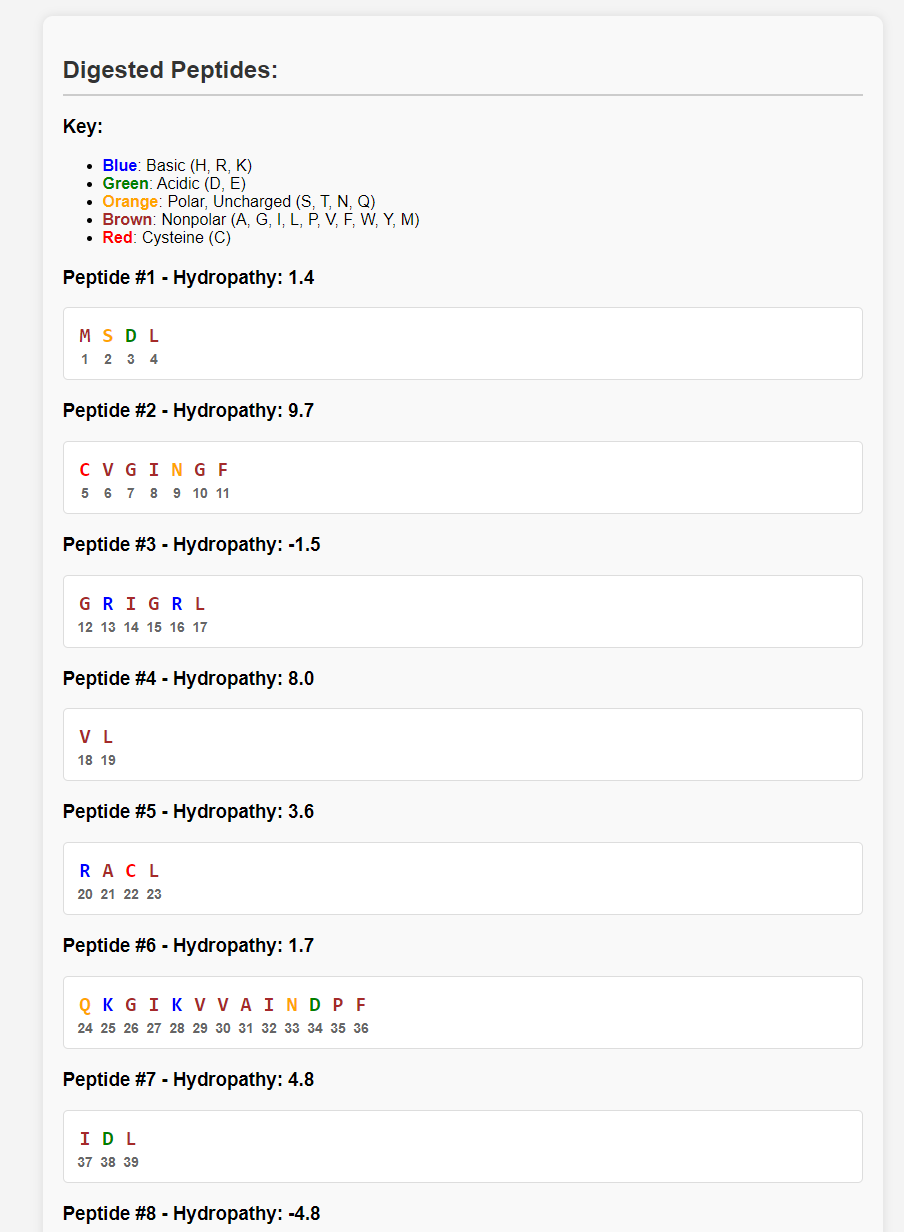 Digested Peptides:
Key:
Blue: Basic (H, R, K)
Green: Acidic (D, E)
Orange: Polar, Uncharged (S, T, N, Q)
Brown: Nonpolar (A, G, I, L, P, V, F, W, Y, M)
Red: Cysteine (C)
Peptide #1 - Hydropathy: 1.4
M S D L
1 2 3 4
Peptide #2 - Hydropathy: 9.7
C V G I N G F
5 6 7 8 9 10 11
Peptide #3 - Hydropathy: -1.5
G R I G R L
12 13 14 15 16 17
Peptide #4 - Hydropathy: 8.0
V L
18 19
Peptide #5 - Hydropathy: 3.6
R A C L
20 21 22 23
Peptide #6 - Hydropathy: 1.7
Q K G I K V V A I N D P F
24 25 26 27 28 29 30 31 32 33 34 35 36
Peptide #7 - Hydropathy: 4.8
I D L
37 38 39
Peptide #8 - Hydropathy: -4.8